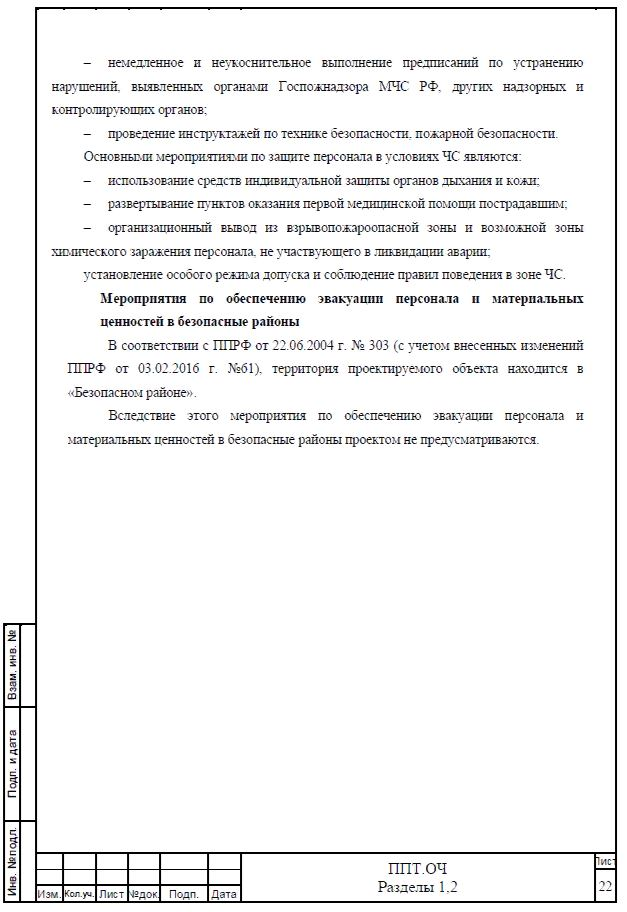 – немедленное и неукоснительное выполнение предписаний по устранению
нарушений, выявленных органами Госпожнадзора МЧС РФ, других надзорных и
контролирующих органов;
– проведение инструктажей по технике безопасности, пожарной безопасности.
Основными мероприятиями по защите персонала в условиях ЧС являются:
– использование средств индивидуальной защиты органов дыхания и кожи;
– развертывание пунктов оказания первой медицинской помощи пострадавшим;
– организационный вывод из взрывопожароопасной зоны и возможной зоны
химического заражения персонала, не участвующего в ликвидации аварии;
установление особого режима допуска и соблюдение правил поведения в зоне ЧС.
Мероприятия по обеспечению эвакуации персонала и материальных
ценностей в безопасные районы
В соответствии с ППРФ от 22.06.2004 г. № 303 (с учетом внесенных изменений
ППРФ от 03.02.2016 г. №61), территория проектируемого объекта находится в
«Безопасном районе».
Вследствие этого мероприятия по обеспечению эвакуации персонала и
материальных ценностей в безопасные районы проектом не предусматриваются.
Взам. инв. №
Подп. и дата
Инв. №подл.
Изм. Кол.уч. Лист №док. Подп. Дата
ППТ.ОЧ
Разделы 1,2
Лист
22